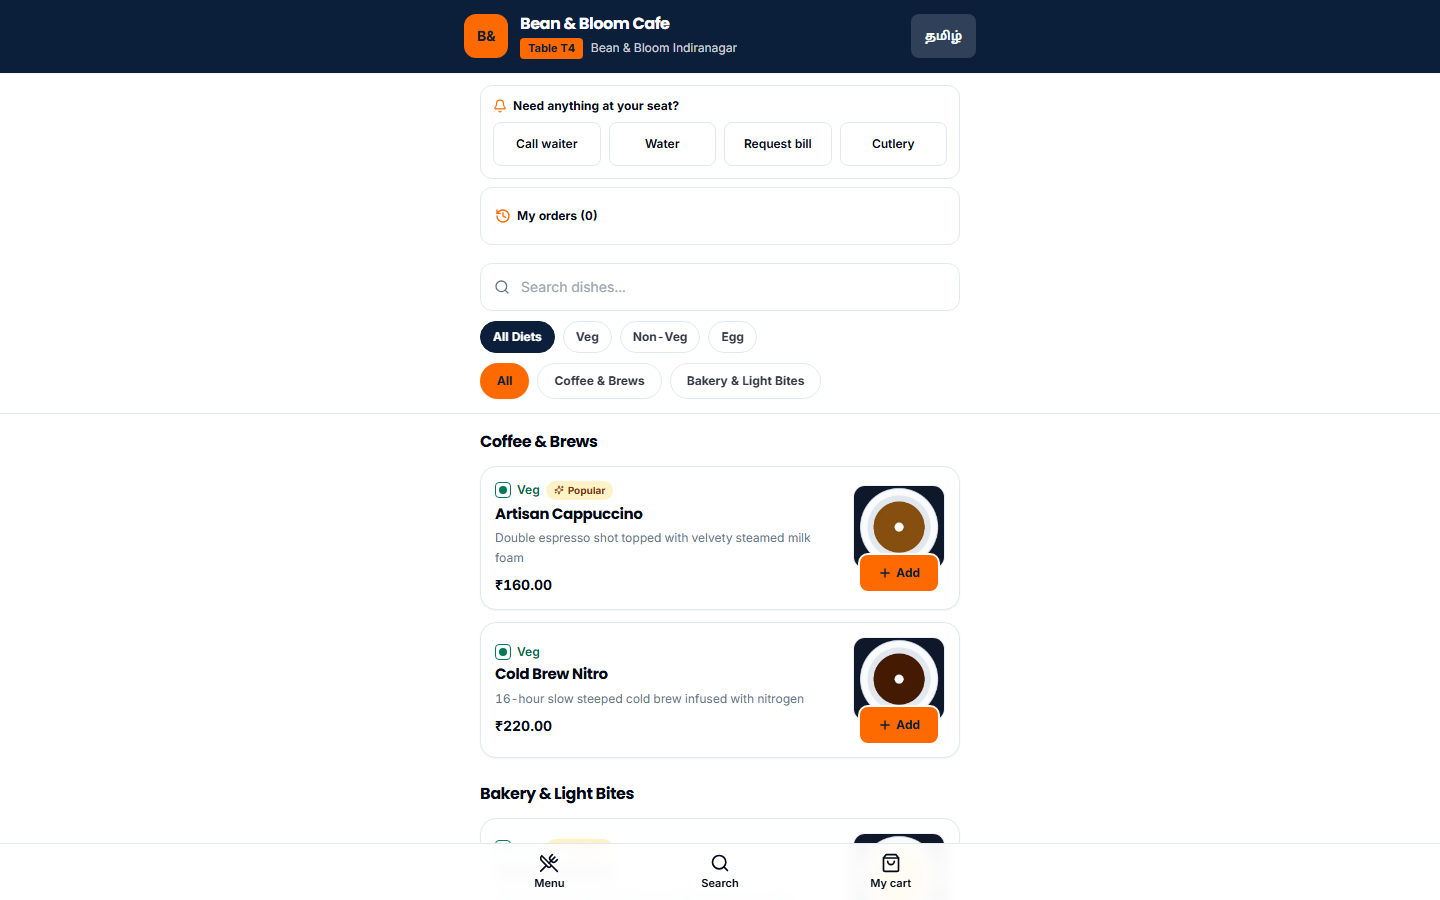 B&
Bean & Bloom Cafe
Table T4 Bean & Bloom Indiranagar
தமிழ்
Need anything at your seat?
Call waiter
Water
Request bill
Cutlery
My orders (0)
Search dishes...
All Diets
Veg
Non-Veg
Egg
All
Coffee & Brews
Bakery & Light Bites
Coffee & Brews
Veg Popular
Artisan Cappuccino
Double espresso shot topped with velvety steamed milk
foam
₹160.00
+ Add
Veg
Cold Brew Nitro
16-hour slow steeped cold brew infused with nitrogen
₹220.00
+ Add
Bakery & Light Bites
Menu
Search
My cart